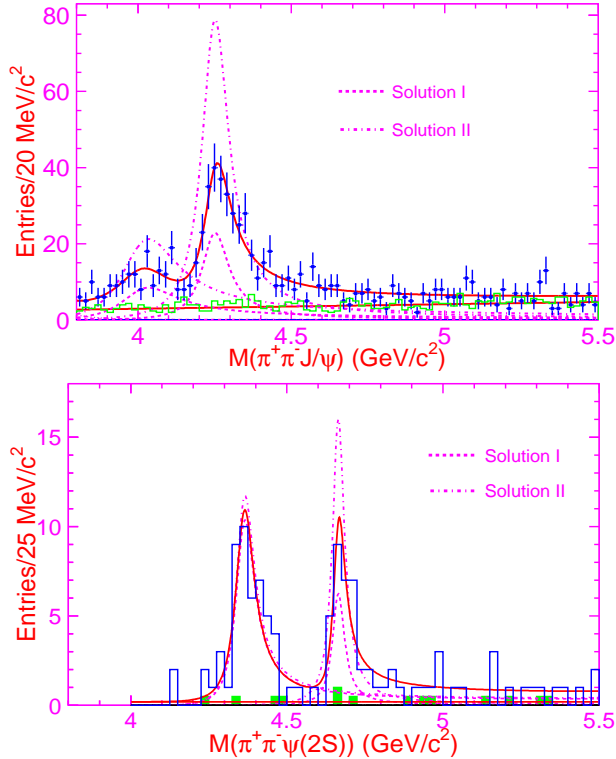 80
60
40
20
0
Entries/20 MeV/c²
Solution I
Solution II
4 4.5 5 5.5
M(π⁺π⁻J/ψ) (GeV/c²)
15
10
5
0
Entries/25 MeV/c²
Solution I
Solution II
4 4.5 5 5.5
M(π⁺π⁻ψ(2S)) (GeV/c²)